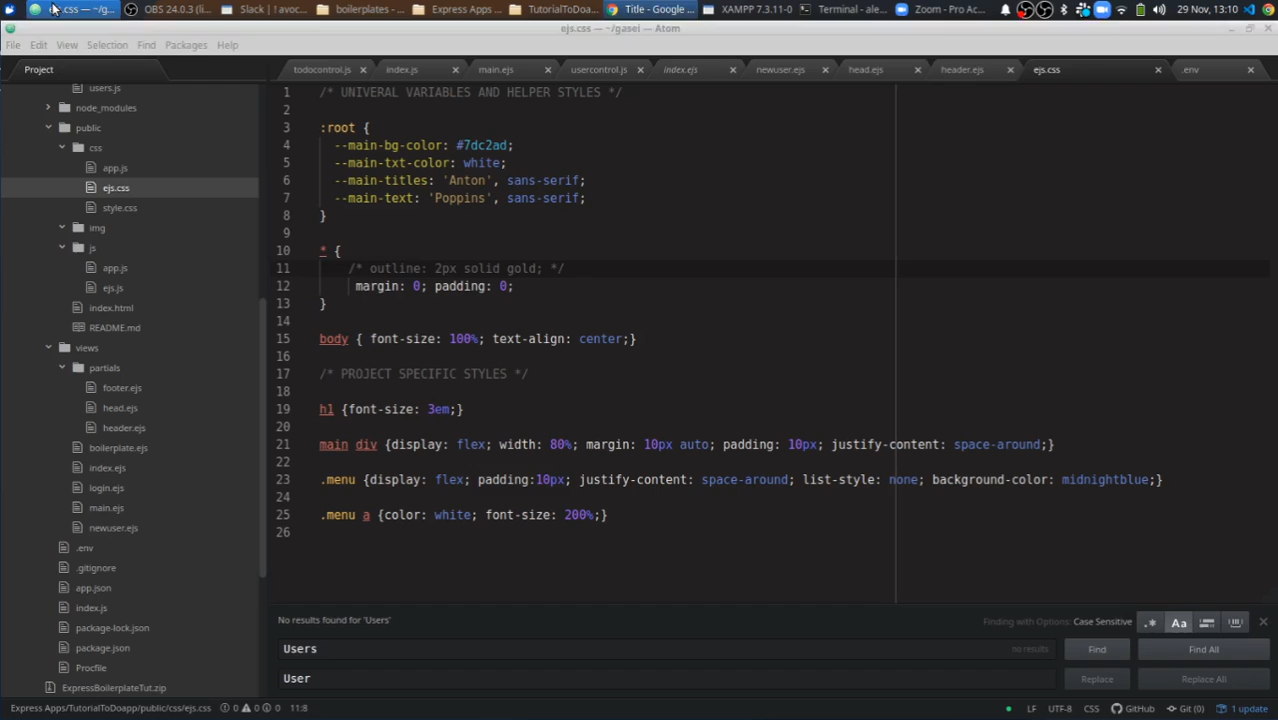 ejs.css — ~/g...
OBS 24.0.3 (li...
Slack | ! avoc...
boilerplates - ...
Express Apps ...
TutorialToDoa...
Title - Google ...
XAMPP 7.3.11-0
Terminal - ale...
Zoom - Pro Ac...
29 Nov, 13:10
ejs.css — ~/gasei — Atom
File Edit View Selection Find Packages Help
Project
todocontrol.js
index.js
main.ejs
usercontrol.js
index.ejs
newuser.ejs
head.ejs
header.ejs
ejs.css
.env
users.js
node_modules
public
css
app.js
ejs.css
style.css
img
js
app.js
ejs.js
index.html
README.md
views
partials
footer.ejs
head.ejs
header.ejs
boilerplate.ejs
index.ejs
login.ejs
main.ejs
newuser.ejs
.env
.gitignore
app.json
index.js
package-lock.json
package.json
Procfile
ExpressBoilerplateTut.zip
1 /* UNIVERAL VARIABLES AND HELPER STYLES */
2
3 :root {
4 --main-bg-color: #7dc2ad;
5 --main-txt-color: white;
6 --main-titles: 'Anton', sans-serif;
7 --main-text: 'Poppins', sans-serif;
8 }
9
10 * {
11 /* outline: 2px solid gold; */
12 margin: 0; padding: 0;
13 }
14
15 body { font-size: 100%; text-align: center;}
16
17 /* PROJECT SPECIFIC STYLES */
18
19 h1 {font-size: 3em;}
20
21 main div {display: flex; width: 80%; margin: 10px auto; padding: 10px; justify-content: space-around;}
22
23 .menu {display: flex; padding:10px; justify-content: space-around; list-style: none; background-color: midnightblue;}
24
25 .menu a {color: white; font-size: 200%;}
26
No results found for 'Users'
Finding with Options: Case Sensitive
.* Aa
Users
no results
Find
Find All
User
Replace
Replace All
Express Apps/TutorialToDoapp/public/css/ejs.css 0 0 0 11:8
LF UTF-8 CSS GitHub Git (0) 1 update